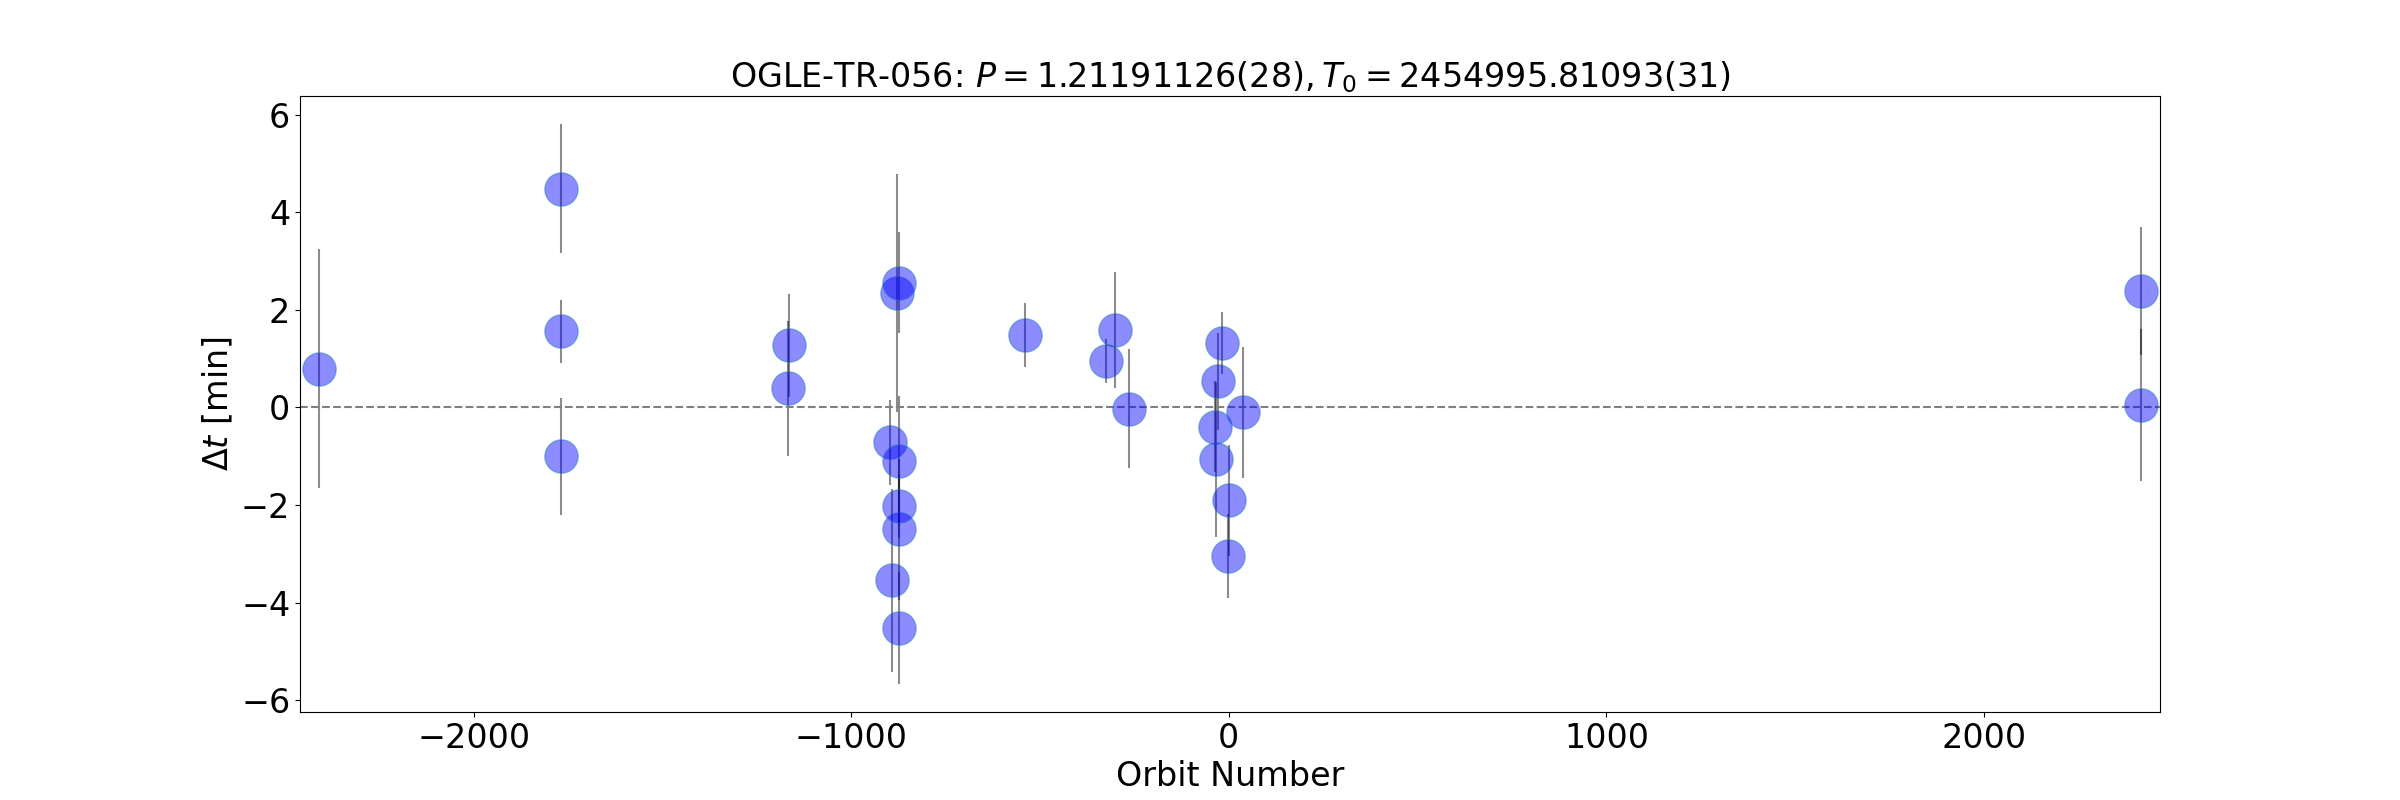 OGLE-TR-056: P = 1.21191126(28), T₀ = 2454995.81093(31)
6
4
2
0
−2
−4
−6
Δt [min]
−2000 −1000 0 1000 2000
Orbit Number